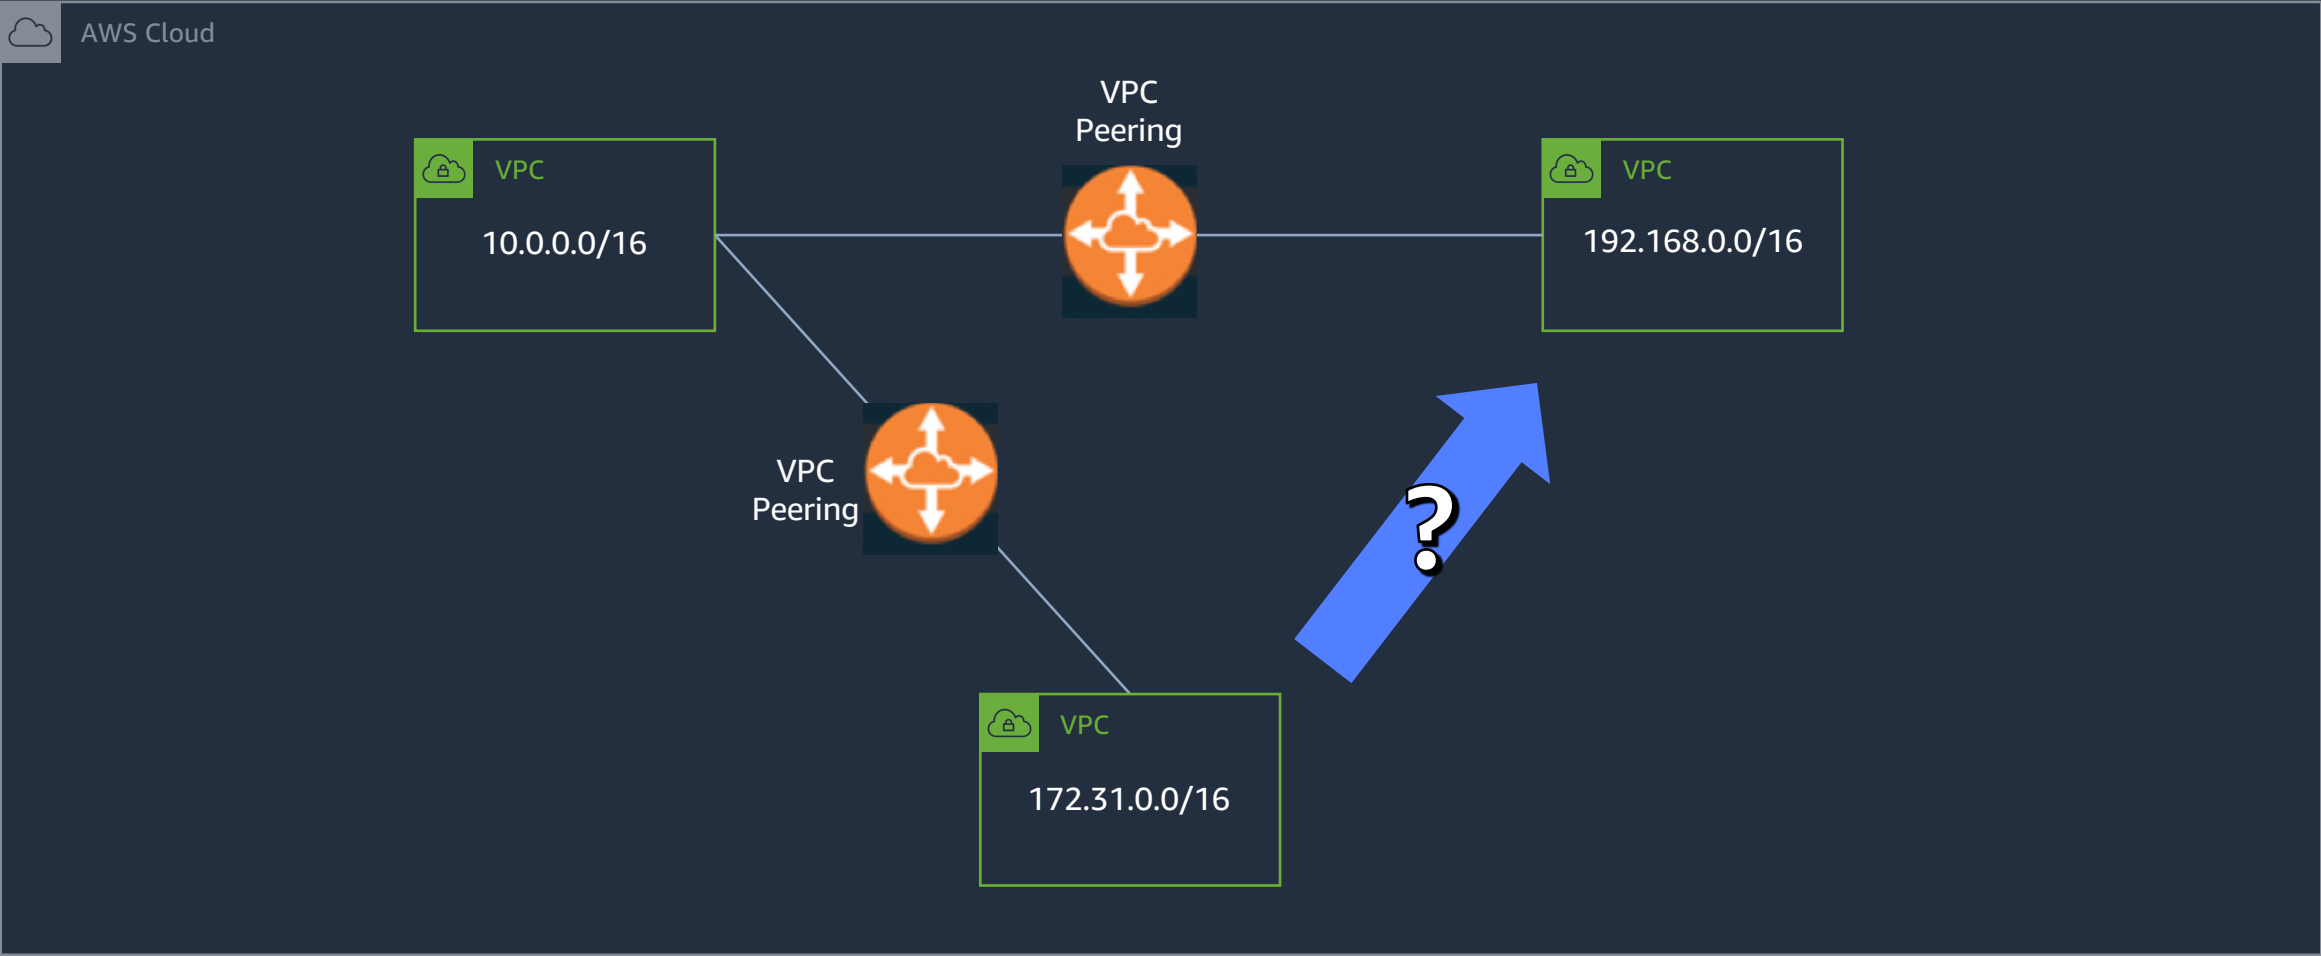 AWS Cloud
VPC
Peering
VPC
10.0.0.0/16
VPC
192.168.0.0/16
VPC
Peering
?
VPC
172.31.0.0/16